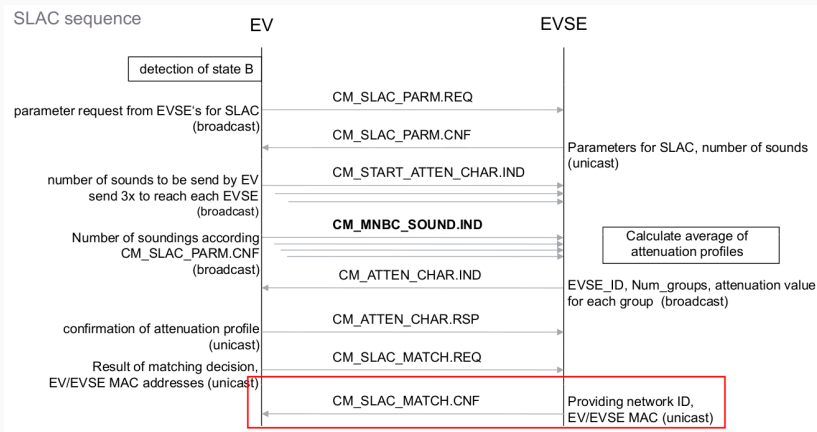 SLAC sequence
EV
EVSE
detection of state B
CM_SLAC_PARM.REQ
parameter request from EVSE's for SLAC
(broadcast)
CM_SLAC_PARM.CNF
Parameters for SLAC, number of sounds
(unicast)
CM_START_ATTEN_CHAR.IND
number of sounds to be send by EV
send 3x to reach each EVSE
(broadcast)
CM_MNBC_SOUND.IND
Number of soundings according
CM_SLAC_PARM.CNF
(broadcast)
Calculate average of
attenuation profiles
CM_ATTEN_CHAR.IND
EVSE_ID, Num_groups, attenuation value
for each group (broadcast)
CM_ATTEN_CHAR.RSP
confirmation of attenuation profile
(unicast)
CM_SLAC_MATCH.REQ
Result of matching decision,
EV/EVSE MAC addresses (unicast)
CM_SLAC_MATCH.CNF
Providing network ID,
EV/EVSE MAC (unicast)